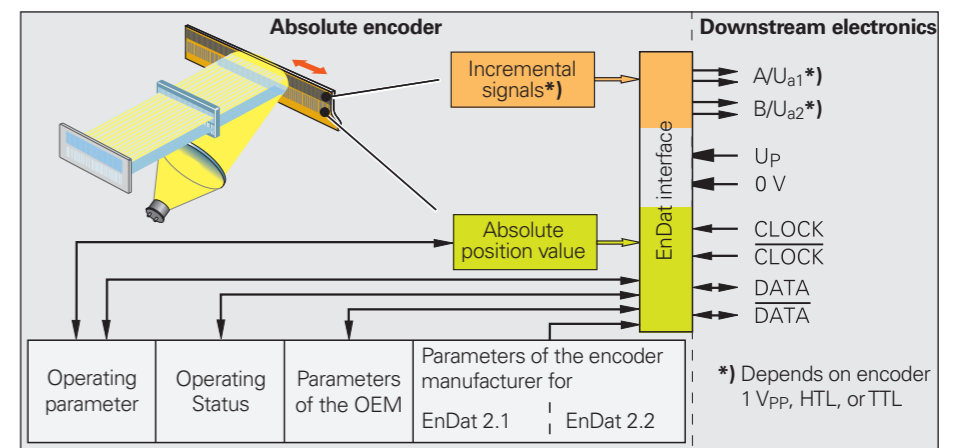 Absolute encoder
Downstream electronics
Incremental
signals*)
A/Ua1*)
B/Ua2*)
UP
0 V
EnDat interface
Absolute
position value
CLOCK
CLOCK
DATA
DATA
Operating
parameter
Operating
Status
Parameters
of the OEM
Parameters of the encoder
manufacturer for
EnDat 2.1
EnDat 2.2
*) Depends on encoder
1 VPP, HTL, or TTL